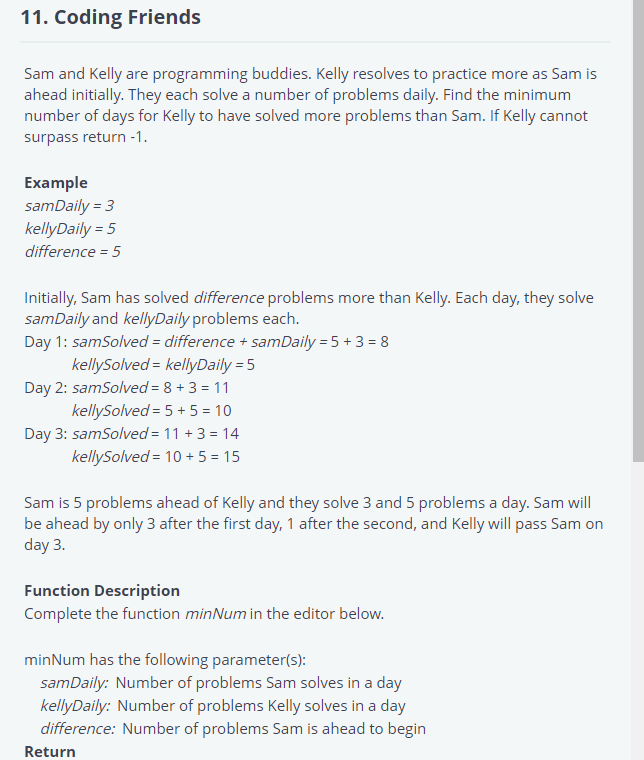 11. Coding Friends
Sam and Kelly are programming buddies. Kelly resolves to practice more as Sam is
ahead initially. They each solve a number of problems daily. Find the minimum
number of days for Kelly to have solved more problems than Sam. If Kelly cannot
surpass return -1.
Example
samDaily = 3
kellyDaily = 5
difference = 5
Initially, Sam has solved difference problems more than Kelly. Each day, they solve
samDaily and kellyDaily problems each.
Day 1: samSolved = difference + samDaily = 5 + 3 = 8
kellySolved = kellyDaily = 5
Day 2: samSolved = 8 + 3 = 11
kellySolved = 5 + 5 = 10
Day 3: samSolved = 11 + 3 = 14
kellySolved = 10 + 5 = 15
Sam is 5 problems ahead of Kelly and they solve 3 and 5 problems a day. Sam will
be ahead by only 3 after the first day, 1 after the second, and Kelly will pass Sam on
day 3.
Function Description
Complete the function minNum in the editor below.
minNum has the following parameter(s):
samDaily: Number of problems Sam solves in a day
kellyDaily: Number of problems Kelly solves in a day
difference: Number of problems Sam is ahead to begin
Return